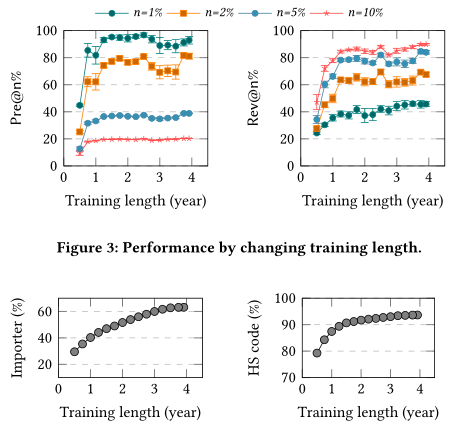 n=1% n=2% n=5% n=10%
Pre@n%
100
80
60
40
20
0
0 1 2 3 4
Training length (year)
Rev@n%
100
80
60
40
20
0
0 1 2 3 4
Training length (year)
Figure 3: Performance by changing training length.
Importer (%)
60
40
20
0 1 2 3 4
Training length (year)
HS code (%)
100
90
80
70
0 1 2 3 4
Training length (year)